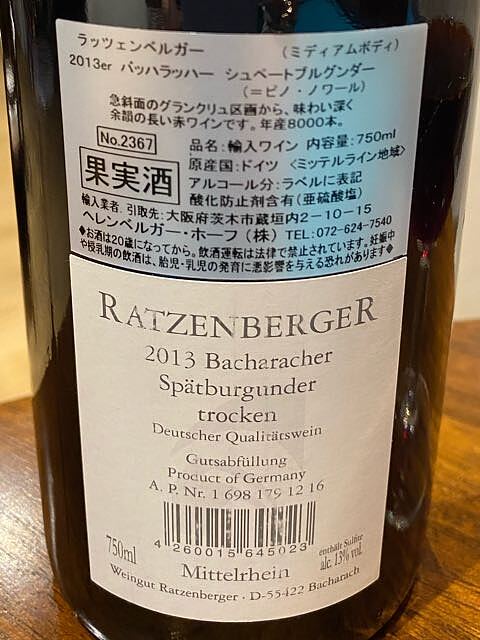 ラッツェンベルガー （ミディアムボディ）
2013er バッハラッハー シュペートブルグンダー
（＝ピノ・ノワール）
急斜面のグランクリュ区画から、味わい深く
余韻の長い赤ワインです。年産8000本。
No.2367 品名：輸入ワイン 内容量：750ml
果実酒 原産国：ドイツ 〈ミッテルライン地域〉
アルコール分：ラベルに表記
酸化防止剤含有（亜硫酸塩）
輸入業者、引取先：大阪府茨木市蔵垣内2－10－15
ヘレンベルガー・ホーフ（株） TEL：072-624-7540
◆お酒は20歳になってから。飲酒運転は法律で禁止されています。妊娠中
や授乳期の飲酒は、胎児・乳児の発育に悪影響を与える恐れがあります◆
RATZENBERGER
2013 Bacharacher
Spätburgunder
trocken
Deutscher Qualitätswein
Gutsabfüllung
Product of Germany
A. P. Nr. 1 698 179 12 16
4 260015 645023
750ml
enthält Sulfite
alc. 13% vol.
Mittelrhein
Weingut Ratzenberger · D-55422 Bacharach